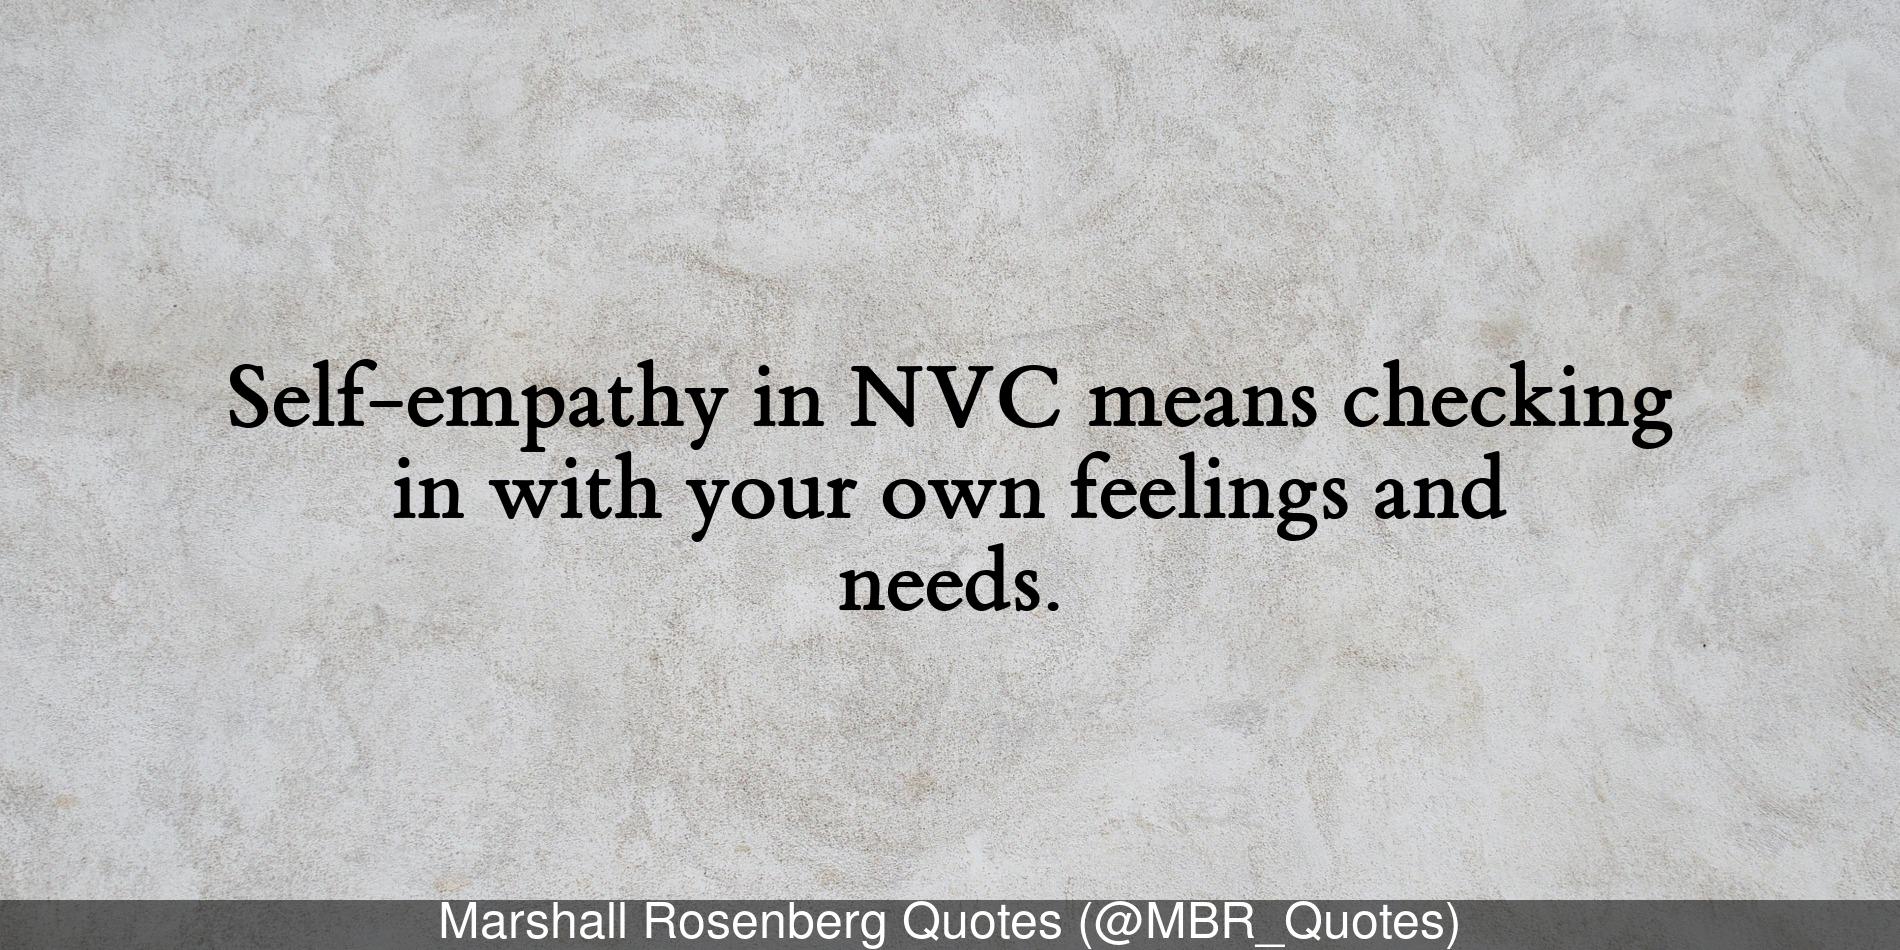 Self-empathy in NVC means checking
in with your own feelings and
needs.
Marshall Rosenberg Quotes (@MBR_Quotes)